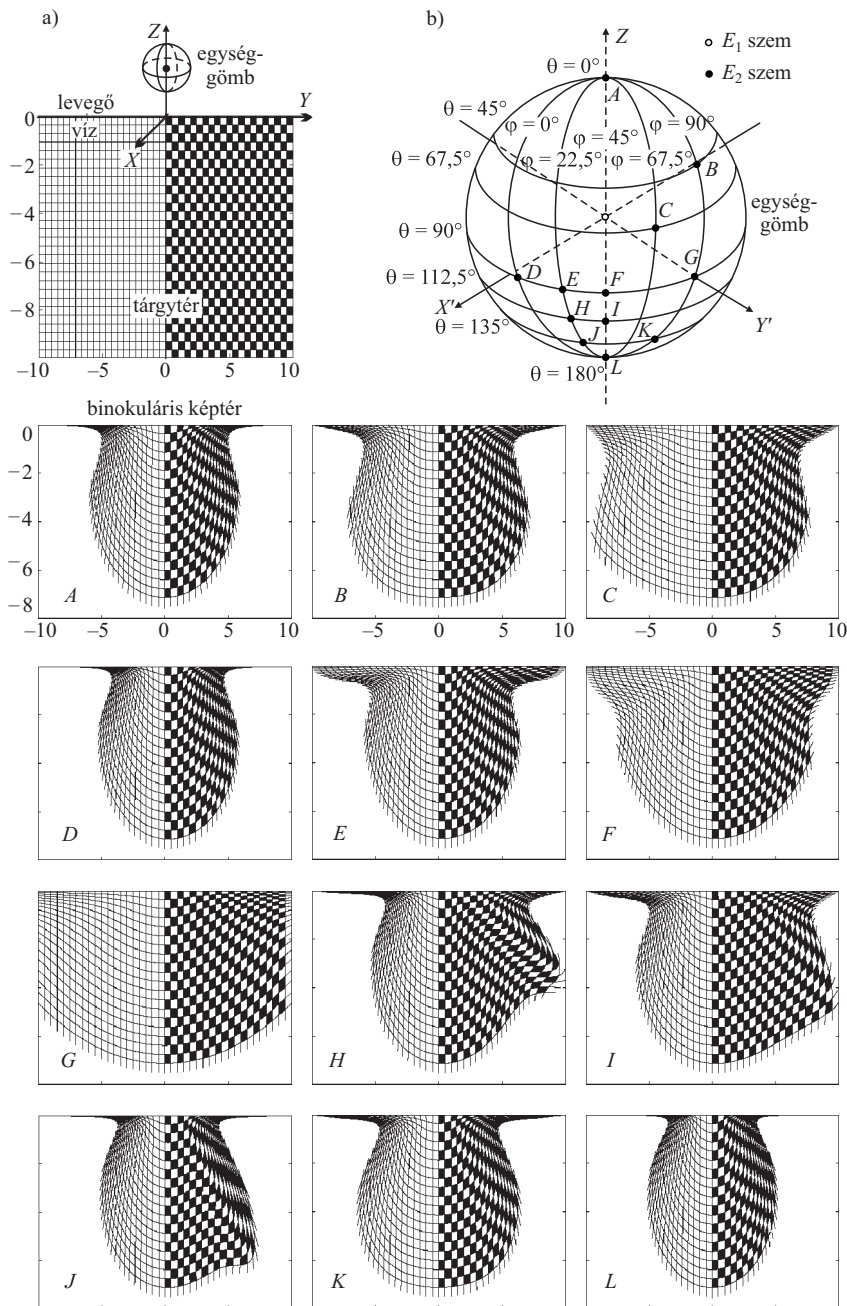 a)
Z
egység-
gömb
levegő
víz
Y
X
0
−2
−4
−6
−8
tárgytér
−10 −5 0 5 10
b)
Z
E1 szem
E2 szem
θ = 0°
A
θ = 45°
φ = 0°
φ = 45°
φ = 90°
θ = 67,5°
φ = 22,5°
φ = 67,5°
B
C
egység-
gömb
θ = 90°
D
E
F
G
θ = 112,5°
X'
H
I
Y'
θ = 135°
J
K
θ = 180°
L
binokuláris képtér
0
−2
−4
−6
−8
A
B
C
−10 −5 0 5 10
−5 0 5 10
−5 0 5 10
D
E
F
G
H
I
J
K
L